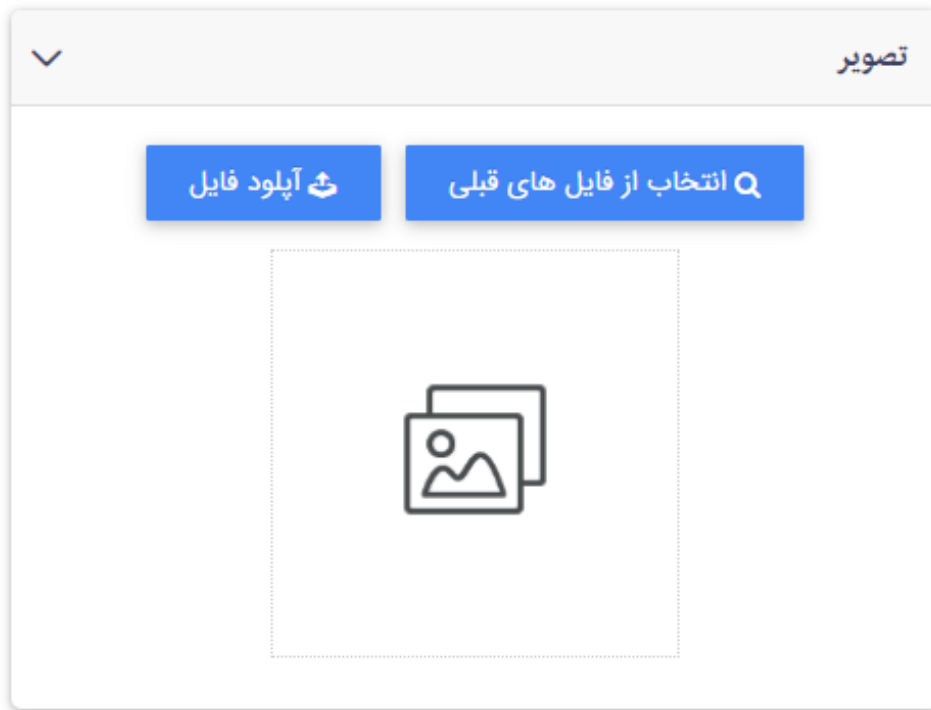 تصویر
انتخاب از فایل های قبلی
آپلود فایل